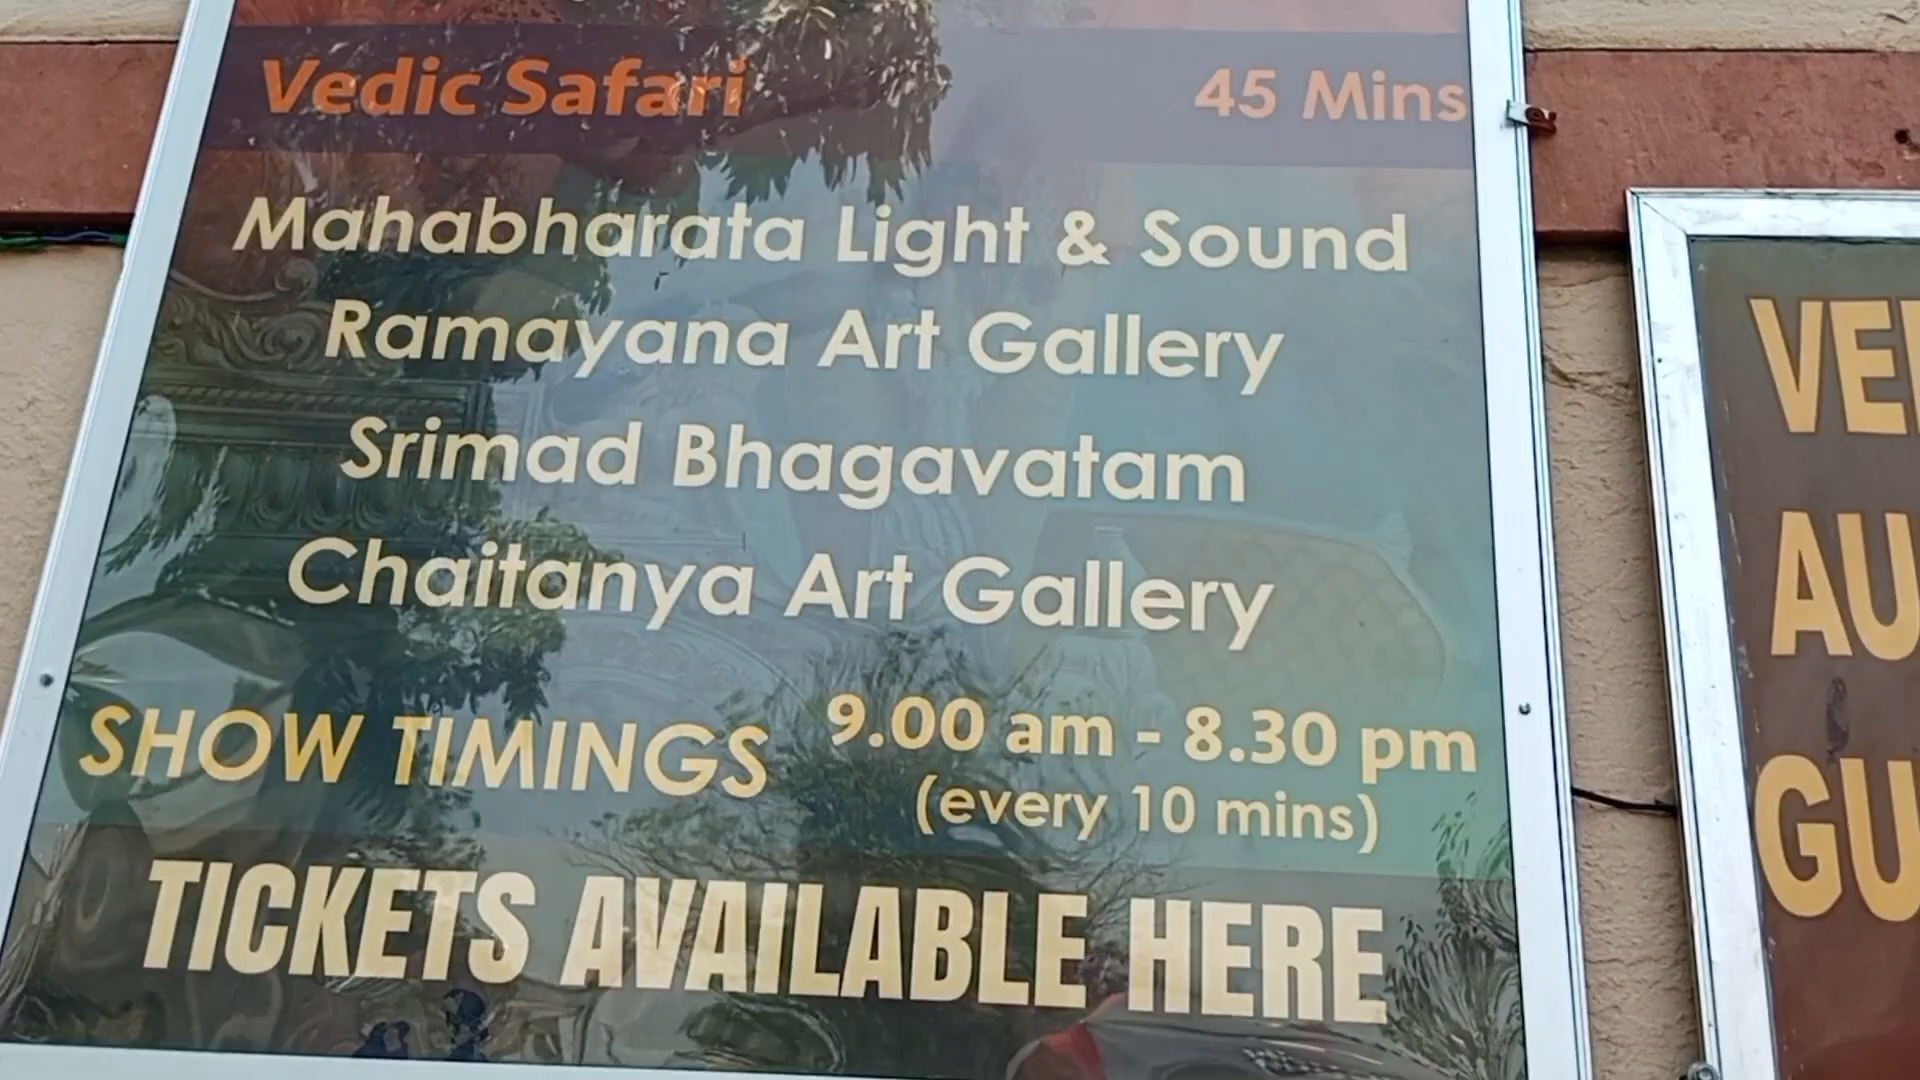 Vedic Safari 45 Mins
Mahabharata Light & Sound
Ramayana Art Gallery
Srimad Bhagavatam
Chaitanya Art Gallery
SHOW TIMINGS 9.00 am - 8.30 pm
(every 10 mins)
TICKETS AVAILABLE HERE